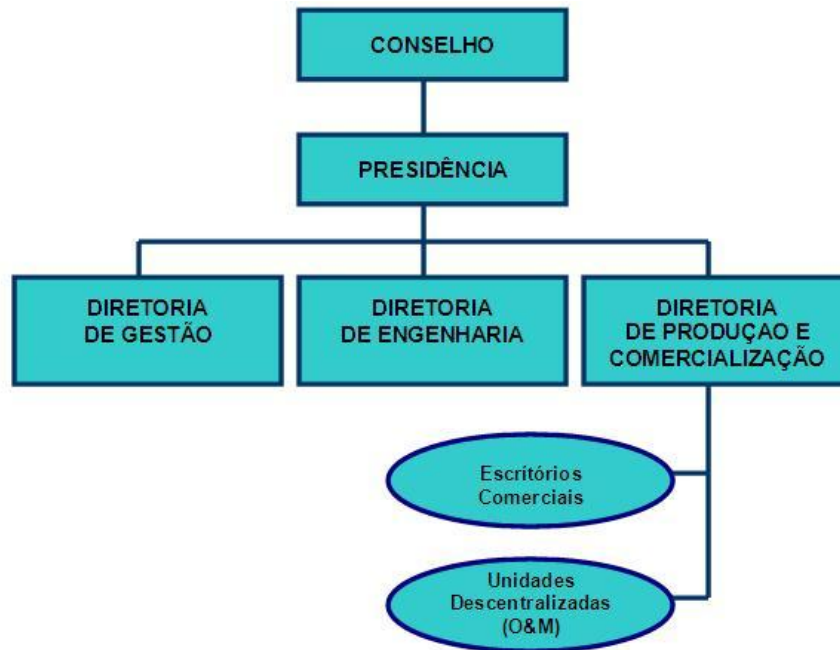 CONSELHO
PRESIDÊNCIA
DIRETORIA
DE GESTÃO
DIRETORIA
DE ENGENHARIA
DIRETORIA
DE PRODUÇAO E
COMERCIALIZAÇÃO
Escritórios
Comerciais
Unidades
Descentralizadas
(O&M)